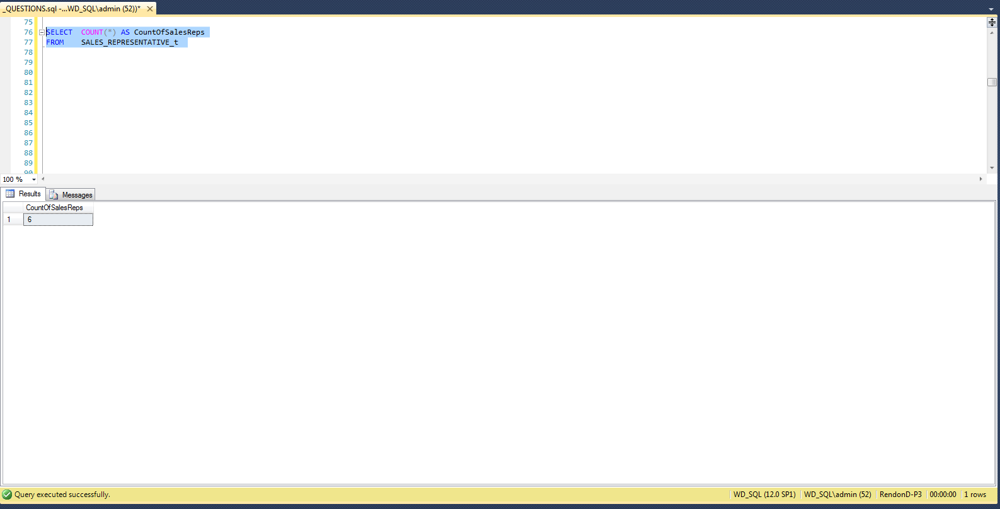 _QUESTIONS.sql -...WD_SQL\admin (52))*
75
76 SELECT COUNT(*) AS CountOfSalesReps
77 FROM SALES_REPRESENTATIVE_t
78
79
80
81
82
83
84
85
86
87
88
89
90
100 %
Results Messages
CountOfSalesReps
1 6
Query executed successfully. WD_SQL (12.0 SP1) WD_SQL\admin (52) RendonD-P3 00:00:00 1 rows